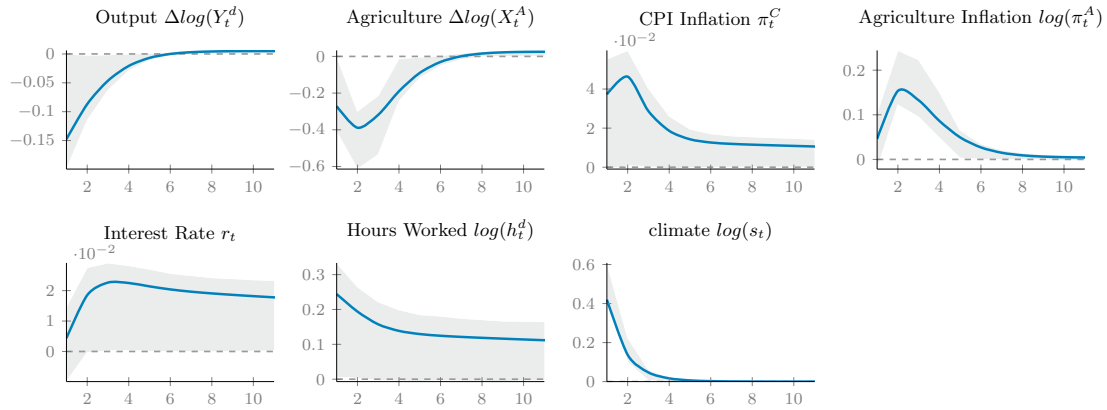 Output Δlog(Y_t^d)
Agriculture Δlog(X_t^A)
CPI Inflation π_t^C
Agriculture Inflation log(π_t^A)
·10^−2
0
−0.05
−0.1
−0.15
2 4 6 8 10
0
−0.2
−0.4
−0.6
2 4 6 8 10
4
2
0
2 4 6 8 10
0.2
0.1
0
2 4 6 8 10
Interest Rate r_t
Hours Worked log(h_t^d)
climate log(s_t)
·10^−2
2
1
0
2 4 6 8 10
0.3
0.2
0.1
0
2 4 6 8 10
0.6
0.4
0.2
0
2 4 6 8 10